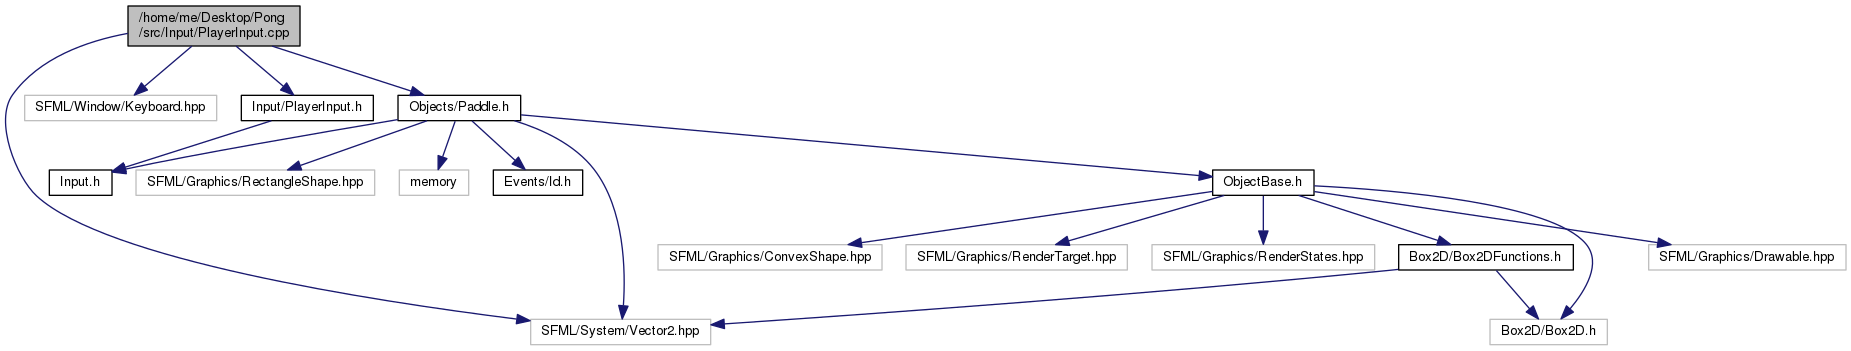 /home/me/Desktop/Pong
/src/Input/PlayerInput.cpp
SFML/Window/Keyboard.hpp
Input/PlayerInput.h
Objects/Paddle.h
Input.h
SFML/Graphics/RectangleShape.hpp
memory
Events/Id.h
ObjectBase.h
SFML/Graphics/ConvexShape.hpp
SFML/Graphics/RenderTarget.hpp
SFML/Graphics/RenderStates.hpp
Box2D/Box2DFunctions.h
SFML/Graphics/Drawable.hpp
SFML/System/Vector2.hpp
Box2D/Box2D.h